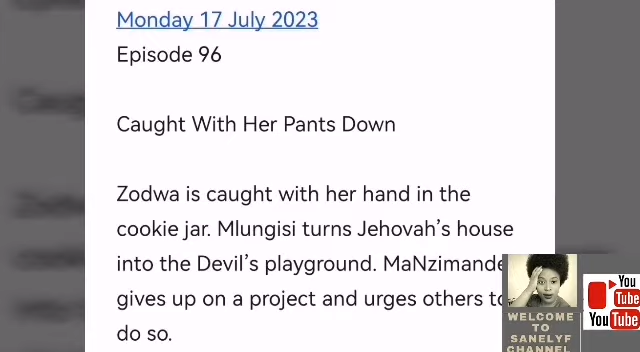 Monday 17 July 2023
Episode 96
Caught With Her Pants Down
Zodwa is caught with her hand in the
cookie jar. Mlungisi turns Jehovah's house
into the Devil's playground. MaNzimande
gives up on a project and urges others to
do so.
WELCOME
TO
SANELYF
CHANNEL
You
Tube
YouTube